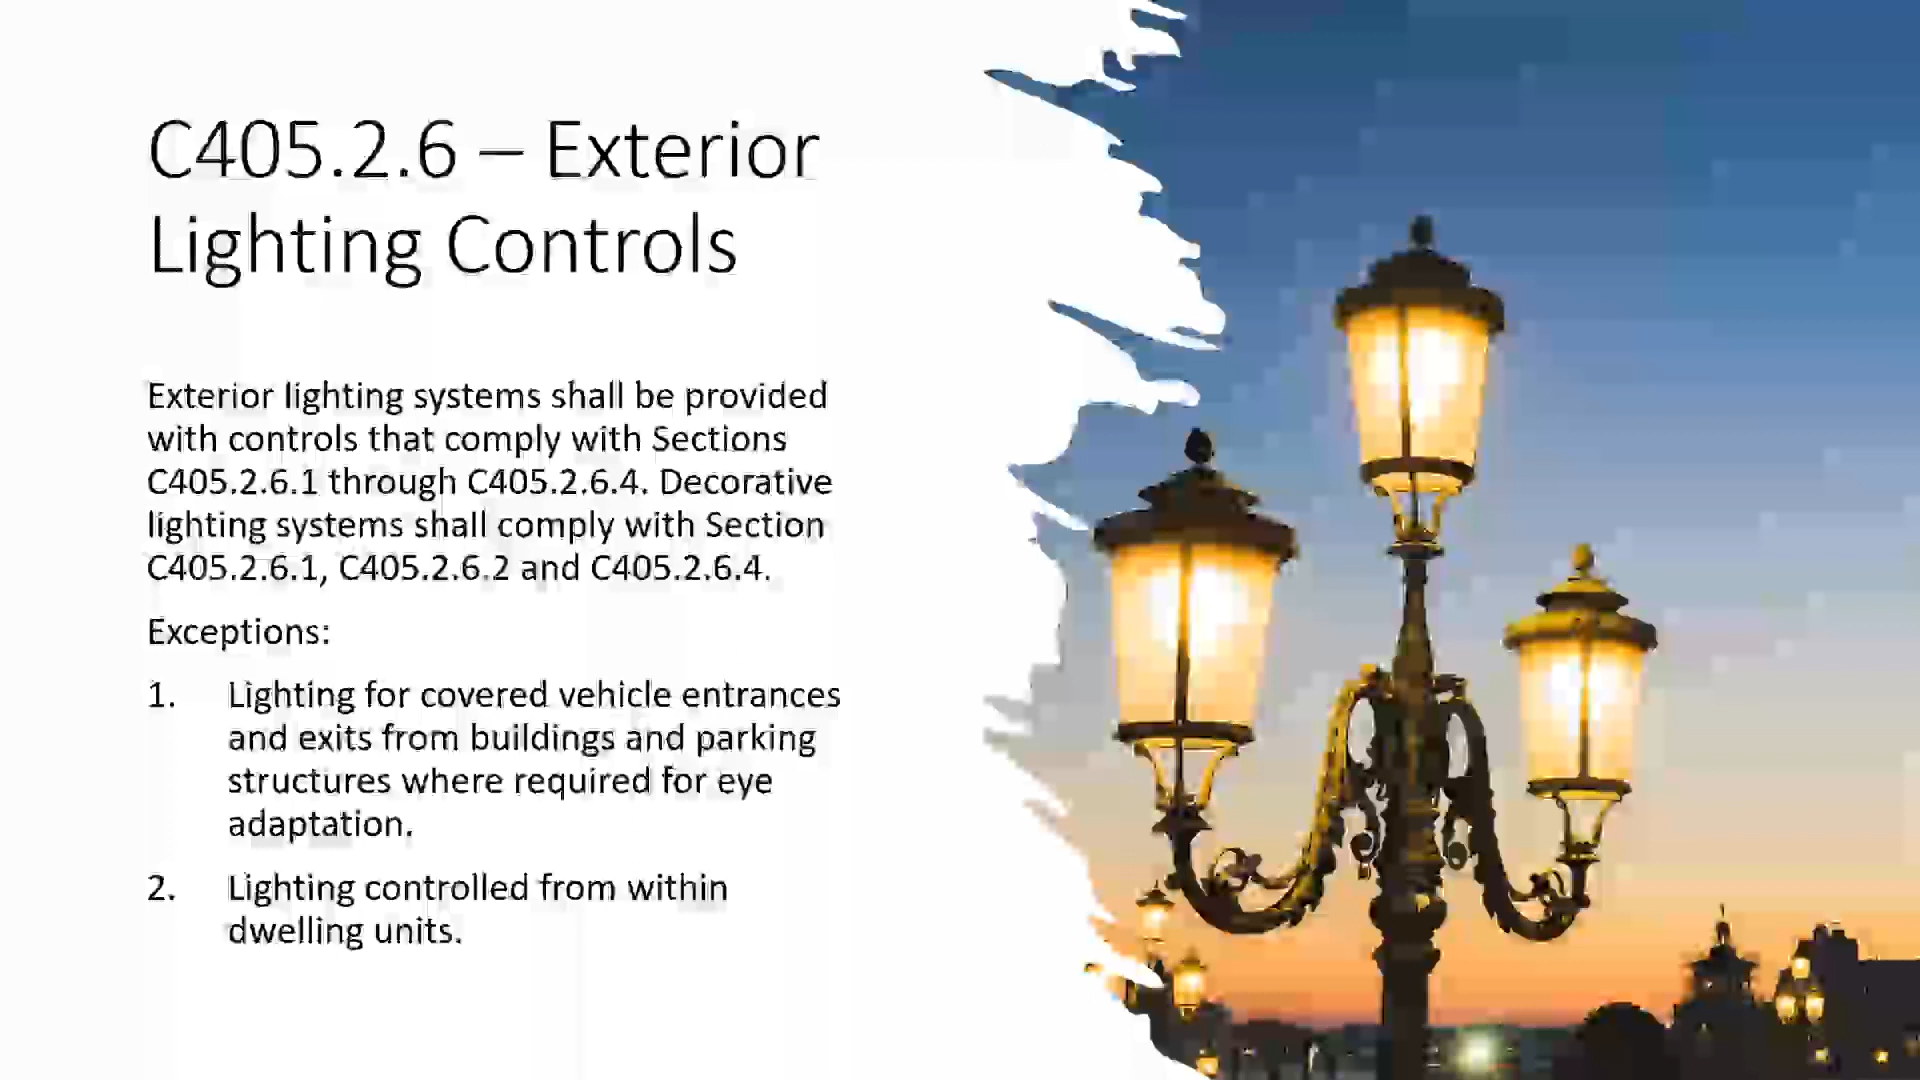 C405.2.6 – Exterior
Lighting Controls
Exterior lighting systems shall be provided
with controls that comply with Sections
C405.2.6.1 through C405.2.6.4. Decorative
lighting systems shall comply with Section
C405.2.6.1, C405.2.6.2 and C405.2.6.4.
Exceptions:
1. Lighting for covered vehicle entrances
and exits from buildings and parking
structures where required for eye
adaptation.
2. Lighting controlled from within
dwelling units.